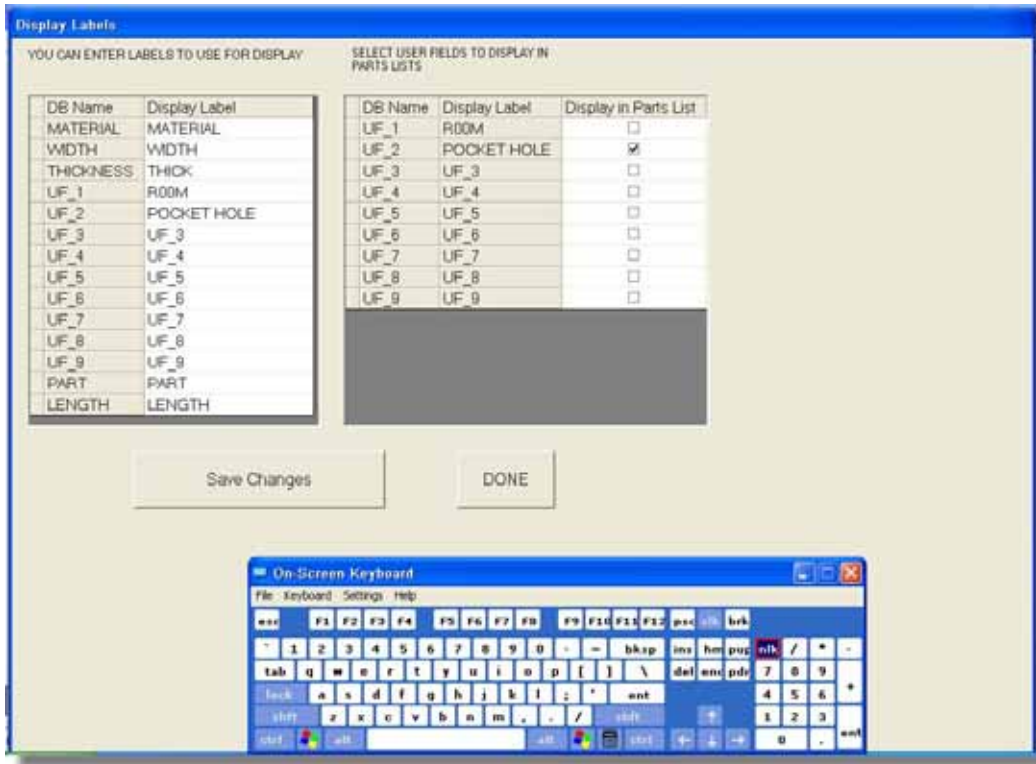 Display Labels
YOU CAN ENTER LABELS TO USE FOR DISPLAY
SELECT USER FIELDS TO DISPLAY IN
PARTS LISTS
DB Name Display Label
MATERIAL MATERIAL
WIDTH WIDTH
THICKNESS THICK
UF_1 R00M
UF_2 POCKET HOLE
UF_3 UF_3
UF_4 UF_4
UF_5 UF_5
UF_6 UF_6
UF_7 UF_7
UF_8 UF_8
UF_9 UF_9
PART PART
LENGTH LENGTH
DB Name Display Label Display in Parts List
UF_1 R00M
UF_2 POCKET HOLE
UF_3 UF_3
UF_4 UF_4
UF_5 UF_5
UF_6 UF_6
UF_7 UF_7
UF_8 UF_8
UF_9 UF_9
Save Changes DONE
On-Screen Keyboard
File Keyboard Settings Help
esc F1 F2 F3 F4 F5 F6 F7 F8 F9 F10 F11 F12 psc slk brk
` 1 2 3 4 5 6 7 8 9 0 - = bksp ins hm pup nlk / * -
tab q w e r t y u i o p [ ] \ del end pdn 7 8 9 +
lock a s d f g h j k l ; ' ent 4 5 6
shft z x c v b n m , . / shft ↑ 1 2 3 ent
ctrl alt alt ctrl ← ↓ → 0 .